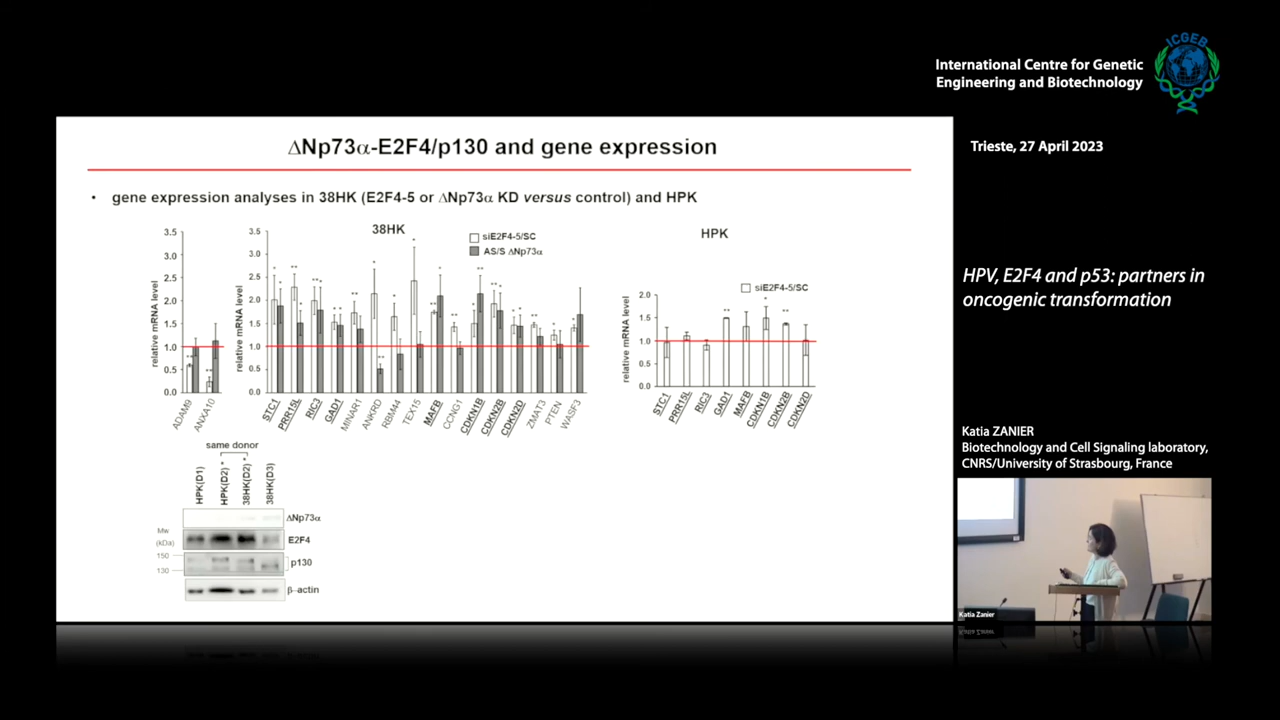 ICGEB
International Centre for Genetic
Engineering and Biotechnology
Trieste, 27 April 2023
HPV, E2F4 and p53: partners in
oncogenic transformation
Katia ZANIER
Biotechnology and Cell Signaling laboratory,
CNRS/University of Strasbourg, France
Katia Zanier
ΔNp73α-E2F4/p130 and gene expression
• gene expression analyses in 38HK (E2F4-5 or ΔNp73α KD versus control) and HPK
38HK
siE2F4-5/SC
AS/S ΔNp73α
relative mRNA level
3.5
3.0
2.5
2.0
1.5
1.0
0.5
0.0
ADAM9
ANXA10
relative mRNA level
3.5
3.0
2.5
2.0
1.5
1.0
0.5
0.0
STC1
PRR15L
RIC3
GAD1
MINAR1
ANKRD
RBM44
TEX15
MAFB
CCNG1
CDKN1B
CDKN2B
CDKN2D
ZMAT3
PTEN
WASF3
HPK
siE2F4-5/SC
relative mRNA level
2.0
1.5
1.0
0.5
0.0
STC1
PRR15L
RIC3
GAD1
MAFB
CDKN1B
CDKN2B
CDKN2D
same donor
HPK(D1)
HPK(D2) *
38HK(D2) *
38HK(D3)
ΔNp73α
Mw
(kDa)
E2F4
150
130
p130
β-actin